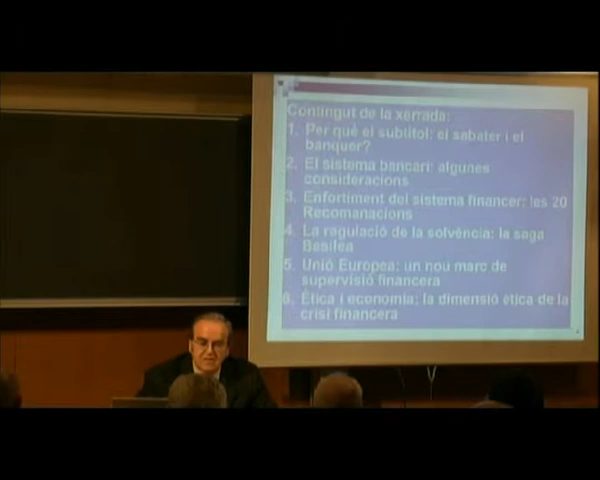 Contingut de la xerrada:
1. Per què el subtítol: el sabater i el
banquer?
2. El sistema bancari: algunes
consideracions
3. Enfortiment del sistema financer: les 20
Recomanacions
4. La regulació de la solvència: la saga
Basilea
5. Unió Europea: un nou marc de
supervisió financera
6. Ètica i economia: la dimensió ètica de la
crisi financera